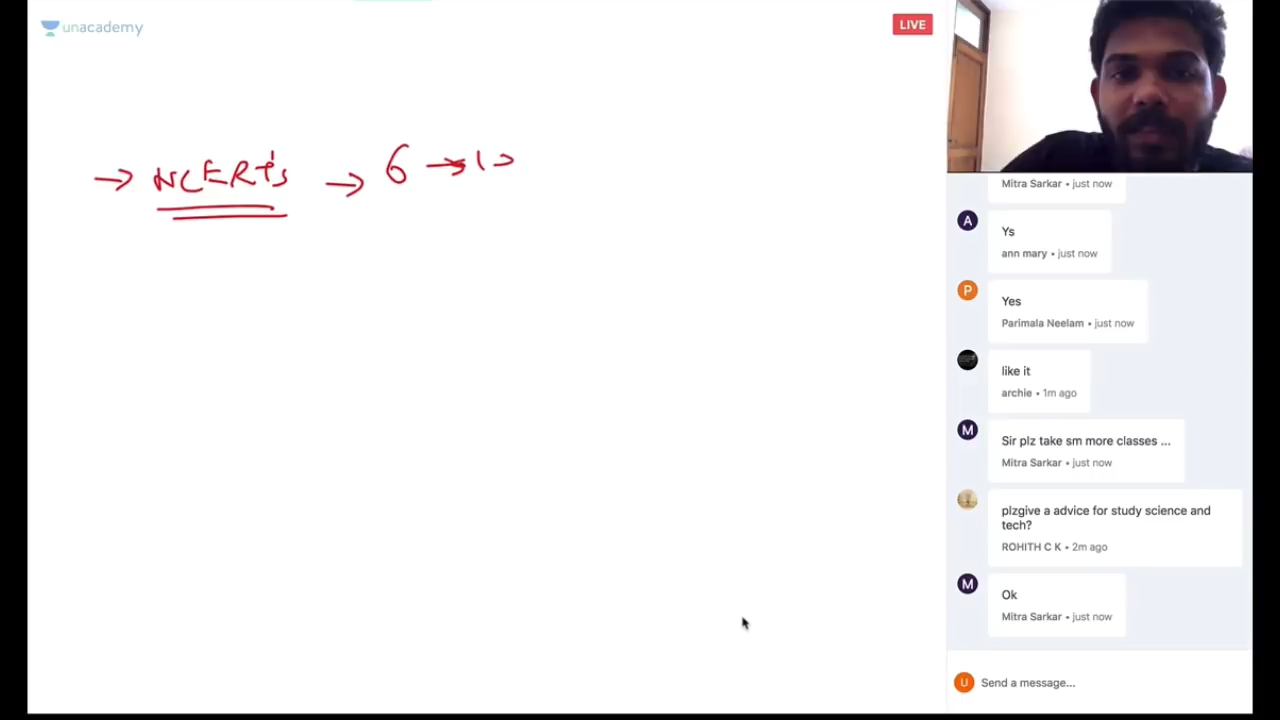 unacademy
LIVE
→ NCERT's → 6 → 10
Mitra Sarkar • just now
A
Ys
ann mary • just now
P
Yes
Parimala Neelam • just now
like it
archie • 1m ago
M
Sir plz take sm more classes ...
Mitra Sarkar • just now
plzgive a advice for study science and
tech?
ROHITH C K • 2m ago
M
Ok
Mitra Sarkar • just now
U
Send a message...